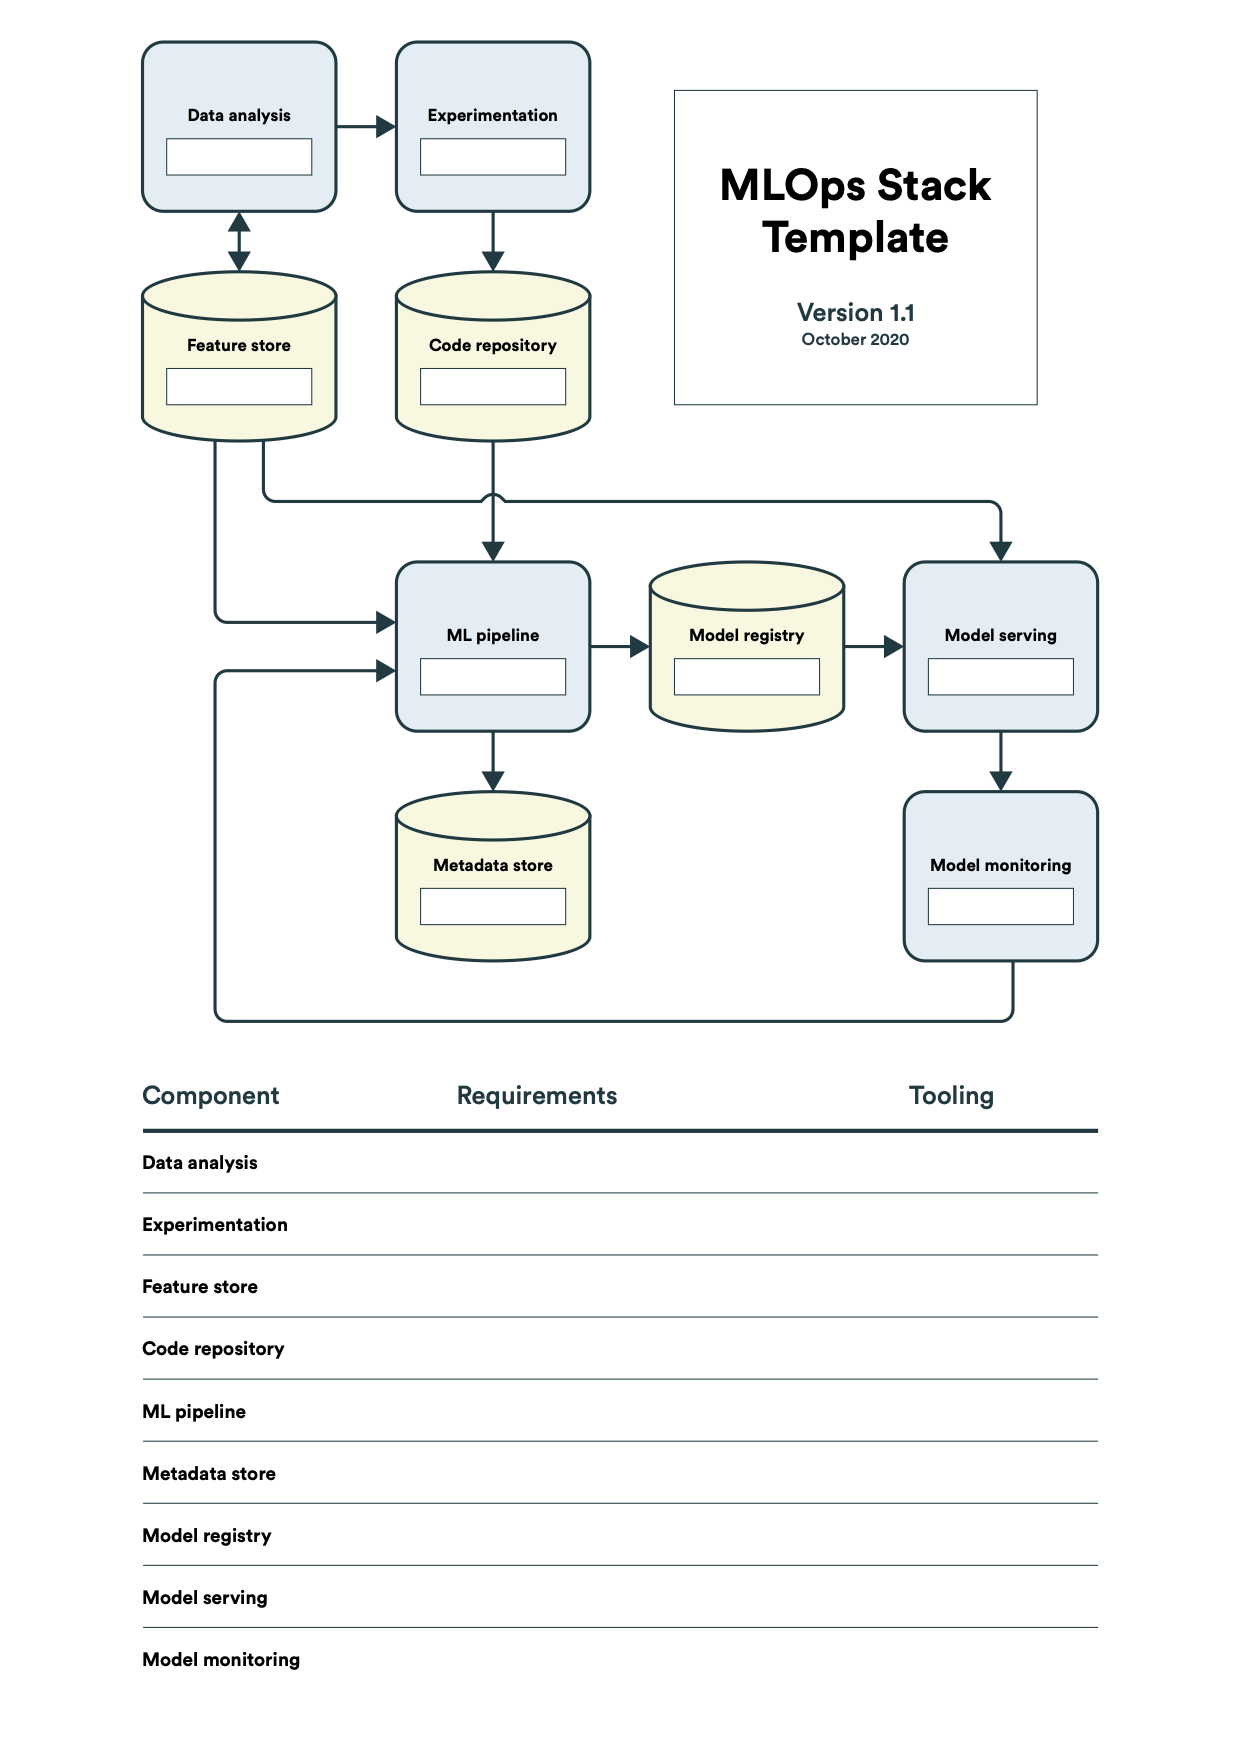 Data analysis
Experimentation
MLOps Stack
Template
Version 1.1
October 2020
Feature store
Code repository
ML pipeline
Model registry
Model serving
Metadata store
Model monitoring
Component Requirements Tooling
Data analysis
Experimentation
Feature store
Code repository
ML pipeline
Metadata store
Model registry
Model serving
Model monitoring